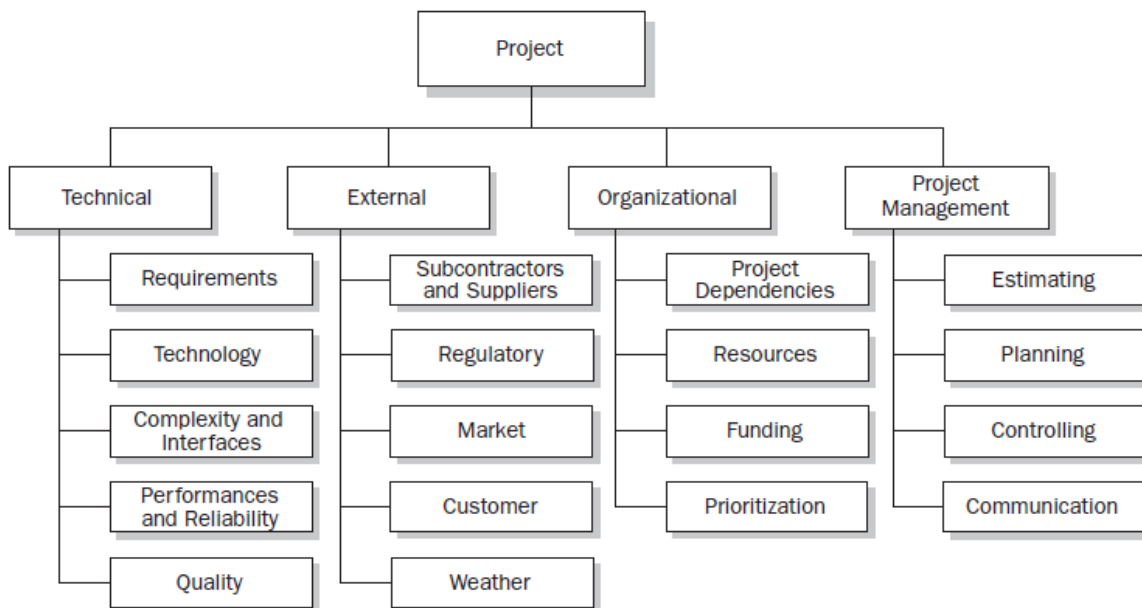 Project
Technical
External
Organizational
Project
Management
Requirements
Technology
Complexity and
Interfaces
Performances
and Reliability
Quality
Subcontractors
and Suppliers
Regulatory
Market
Customer
Weather
Project
Dependencies
Resources
Funding
Prioritization
Estimating
Planning
Controlling
Communication